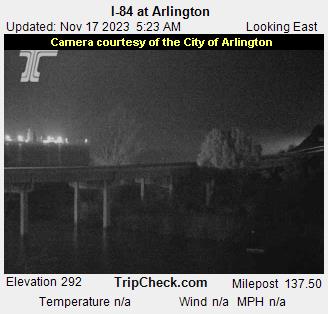 I-84 at Arlington
Updated: Nov 17 2023 5:23 AM Looking East
Camera courtesy of the City of Arlington
Elevation 292 TripCheck.com Milepost 137.50
Temperature n/a Wind n/a MPH n/a